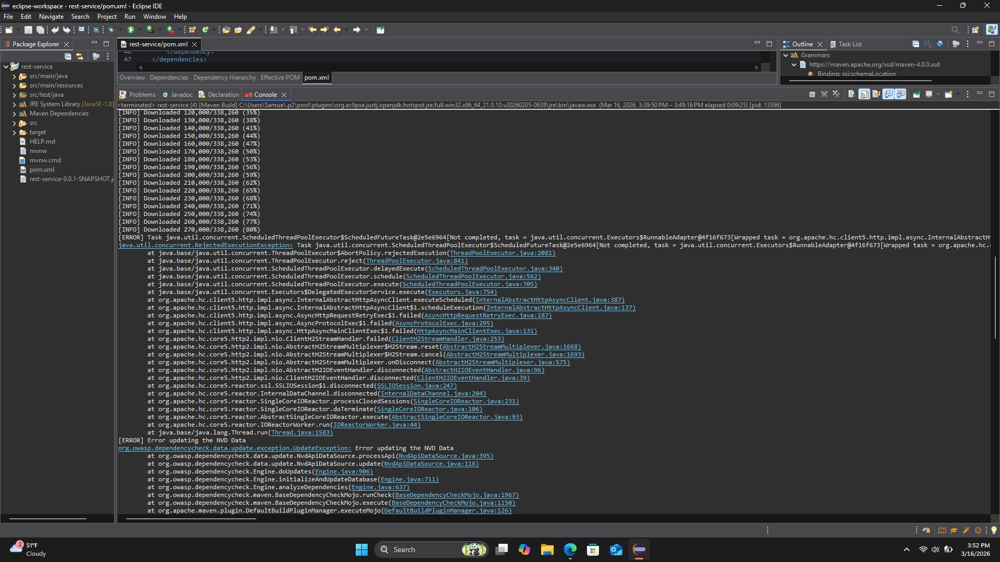 eclipse-workspace - rest-service/pom.xml - Eclipse IDE
File Edit Navigate Search Project Run Window Help
Package Explorer
rest-service
src/main/java
src/main/resources
src/test/java
JRE System Library [JavaSE-1.8]
Maven Dependencies
src
target
HELP.md
mvnw
mvnw.cmd
pom.xml
rest-service-0.0.1-SNAPSHOT.ja
rest-service/pom.xml
46 </dependency>
47 </dependencies>
Overview Dependencies Dependency Hierarchy Effective POM pom.xml
Outline Task List
Grammars
https://maven.apache.org/xsd/maven-4.0.0.xsd
Binding: xsi:schemaLocation
Problems Javadoc Declaration Console
<terminated> rest-service (4) [Maven Build] C:\Users\Samue\.p2\pool\plugins\org.eclipse.justj.openjdk.hotspot.jre.full.win32.x86_64_21.0.10.v20260205-0638\jre\bin\javaw.exe (Mar 16, 2026, 3:39:50 PM – 3:49:16 PM elapsed 0:09:25) [pid: 13396]
[INFO] Downloaded 120,000/338,260 (35%)
[INFO] Downloaded 130,000/338,260 (38%)
[INFO] Downloaded 140,000/338,260 (41%)
[INFO] Downloaded 150,000/338,260 (44%)
[INFO] Downloaded 160,000/338,260 (47%)
[INFO] Downloaded 170,000/338,260 (50%)
[INFO] Downloaded 180,000/338,260 (53%)
[INFO] Downloaded 190,000/338,260 (56%)
[INFO] Downloaded 200,000/338,260 (59%)
[INFO] Downloaded 210,000/338,260 (62%)
[INFO] Downloaded 220,000/338,260 (65%)
[INFO] Downloaded 230,000/338,260 (68%)
[INFO] Downloaded 240,000/338,260 (71%)
[INFO] Downloaded 250,000/338,260 (74%)
[INFO] Downloaded 260,000/338,260 (77%)
[INFO] Downloaded 270,000/338,260 (80%)
[ERROR] Task java.util.concurrent.ScheduledThreadPoolExecutor$ScheduledFutureTask@2e5e6964[Not completed, task = java.util.concurrent.Executors$RunnableAdapter@4f16f673[Wrapped task = org.apache.hc.client5.http.impl.async.InternalAbstractH
java.util.concurrent.RejectedExecutionException: Task java.util.concurrent.ScheduledThreadPoolExecutor$ScheduledFutureTask@2e5e6964[Not completed, task = java.util.concurrent.Executors$RunnableAdapter@4f16f673[Wrapped task = org.apache.hc.c
at java.base/java.util.concurrent.ThreadPoolExecutor$AbortPolicy.rejectedExecution(ThreadPoolExecutor.java:2081)
at java.base/java.util.concurrent.ThreadPoolExecutor.reject(ThreadPoolExecutor.java:841)
at java.base/java.util.concurrent.ScheduledThreadPoolExecutor.delayedExecute(ScheduledThreadPoolExecutor.java:340)
at java.base/java.util.concurrent.ScheduledThreadPoolExecutor.schedule(ScheduledThreadPoolExecutor.java:562)
at java.base/java.util.concurrent.ScheduledThreadPoolExecutor.execute(ScheduledThreadPoolExecutor.java:705)
at java.base/java.util.concurrent.Executors$DelegatedExecutorService.execute(Executors.java:754)
at org.apache.hc.client5.http.impl.async.InternalAbstractHttpAsyncClient.executeScheduled(InternalAbstractHttpAsyncClient.java:387)
at org.apache.hc.client5.http.impl.async.InternalAbstractHttpAsyncClient$1.scheduleExecution(InternalAbstractHttpAsyncClient.java:137)
at org.apache.hc.client5.http.impl.async.AsyncHttpRequestRetryExec$1.failed(AsyncHttpRequestRetryExec.java:187)
at org.apache.hc.client5.http.impl.async.AsyncProtocolExec$1.failed(AsyncProtocolExec.java:295)
at org.apache.hc.client5.http.impl.async.HttpAsyncMainClientExec$1.failed(HttpAsyncMainClientExec.java:131)
at org.apache.hc.core5.http2.impl.nio.ClientH2StreamHandler.failed(ClientH2StreamHandler.java:253)
at org.apache.hc.core5.http2.impl.nio.AbstractH2StreamMultiplexer$H2Stream.reset(AbstractH2StreamMultiplexer.java:1668)
at org.apache.hc.core5.http2.impl.nio.AbstractH2StreamMultiplexer$H2Stream.cancel(AbstractH2StreamMultiplexer.java:1693)
at org.apache.hc.core5.http2.impl.nio.AbstractH2StreamMultiplexer.onDisconnect(AbstractH2StreamMultiplexer.java:575)
at org.apache.hc.core5.http2.impl.nio.AbstractH2IOEventHandler.disconnected(AbstractH2IOEventHandler.java:96)
at org.apache.hc.core5.http2.impl.nio.ClientH2IOEventHandler.disconnected(ClientH2IOEventHandler.java:39)
at org.apache.hc.core5.reactor.ssl.SSLIOSession$1.disconnected(SSLIOSession.java:247)
at org.apache.hc.core5.reactor.InternalDataChannel.disconnected(InternalDataChannel.java:204)
at org.apache.hc.core5.reactor.SingleCoreIOReactor.processClosedSessions(SingleCoreIOReactor.java:231)
at org.apache.hc.core5.reactor.SingleCoreIOReactor.doTerminate(SingleCoreIOReactor.java:106)
at org.apache.hc.core5.reactor.AbstractSingleCoreIOReactor.execute(AbstractSingleCoreIOReactor.java:93)
at org.apache.hc.core5.reactor.IOReactorWorker.run(IOReactorWorker.java:44)
at java.base/java.lang.Thread.run(Thread.java:1583)
[ERROR] Error updating the NVD Data
org.owasp.dependencycheck.data.update.exception.UpdateException: Error updating the NVD Data
at org.owasp.dependencycheck.data.update.NvdApiDataSource.processApi(NvdApiDataSource.java:395)
at org.owasp.dependencycheck.data.update.NvdApiDataSource.update(NvdApiDataSource.java:116)
at org.owasp.dependencycheck.Engine.doUpdates(Engine.java:906)
at org.owasp.dependencycheck.Engine.initializeAndUpdateDatabase(Engine.java:711)
at org.owasp.dependencycheck.Engine.analyzeDependencies(Engine.java:637)
at org.owasp.dependencycheck.maven.BaseDependencyCheckMojo.runCheck(BaseDependencyCheckMojo.java:1967)
at org.owasp.dependencycheck.maven.BaseDependencyCheckMojo.execute(BaseDependencyCheckMojo.java:1150)
at org.apache.maven.plugin.DefaultBuildPluginManager.executeMojo(DefaultBuildPluginManager.java:126)
2
51°F
Cloudy
Search
3:52 PM
3/16/2026